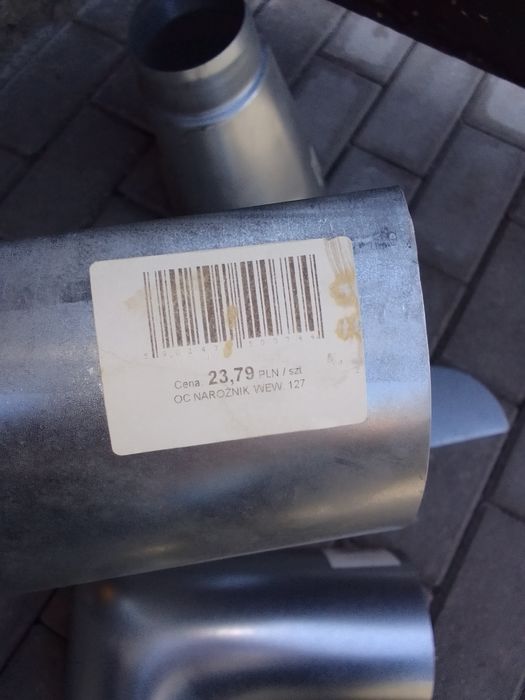 Cena: 23,79 PLN / szt
OC NAROŻNIK WEW. 127